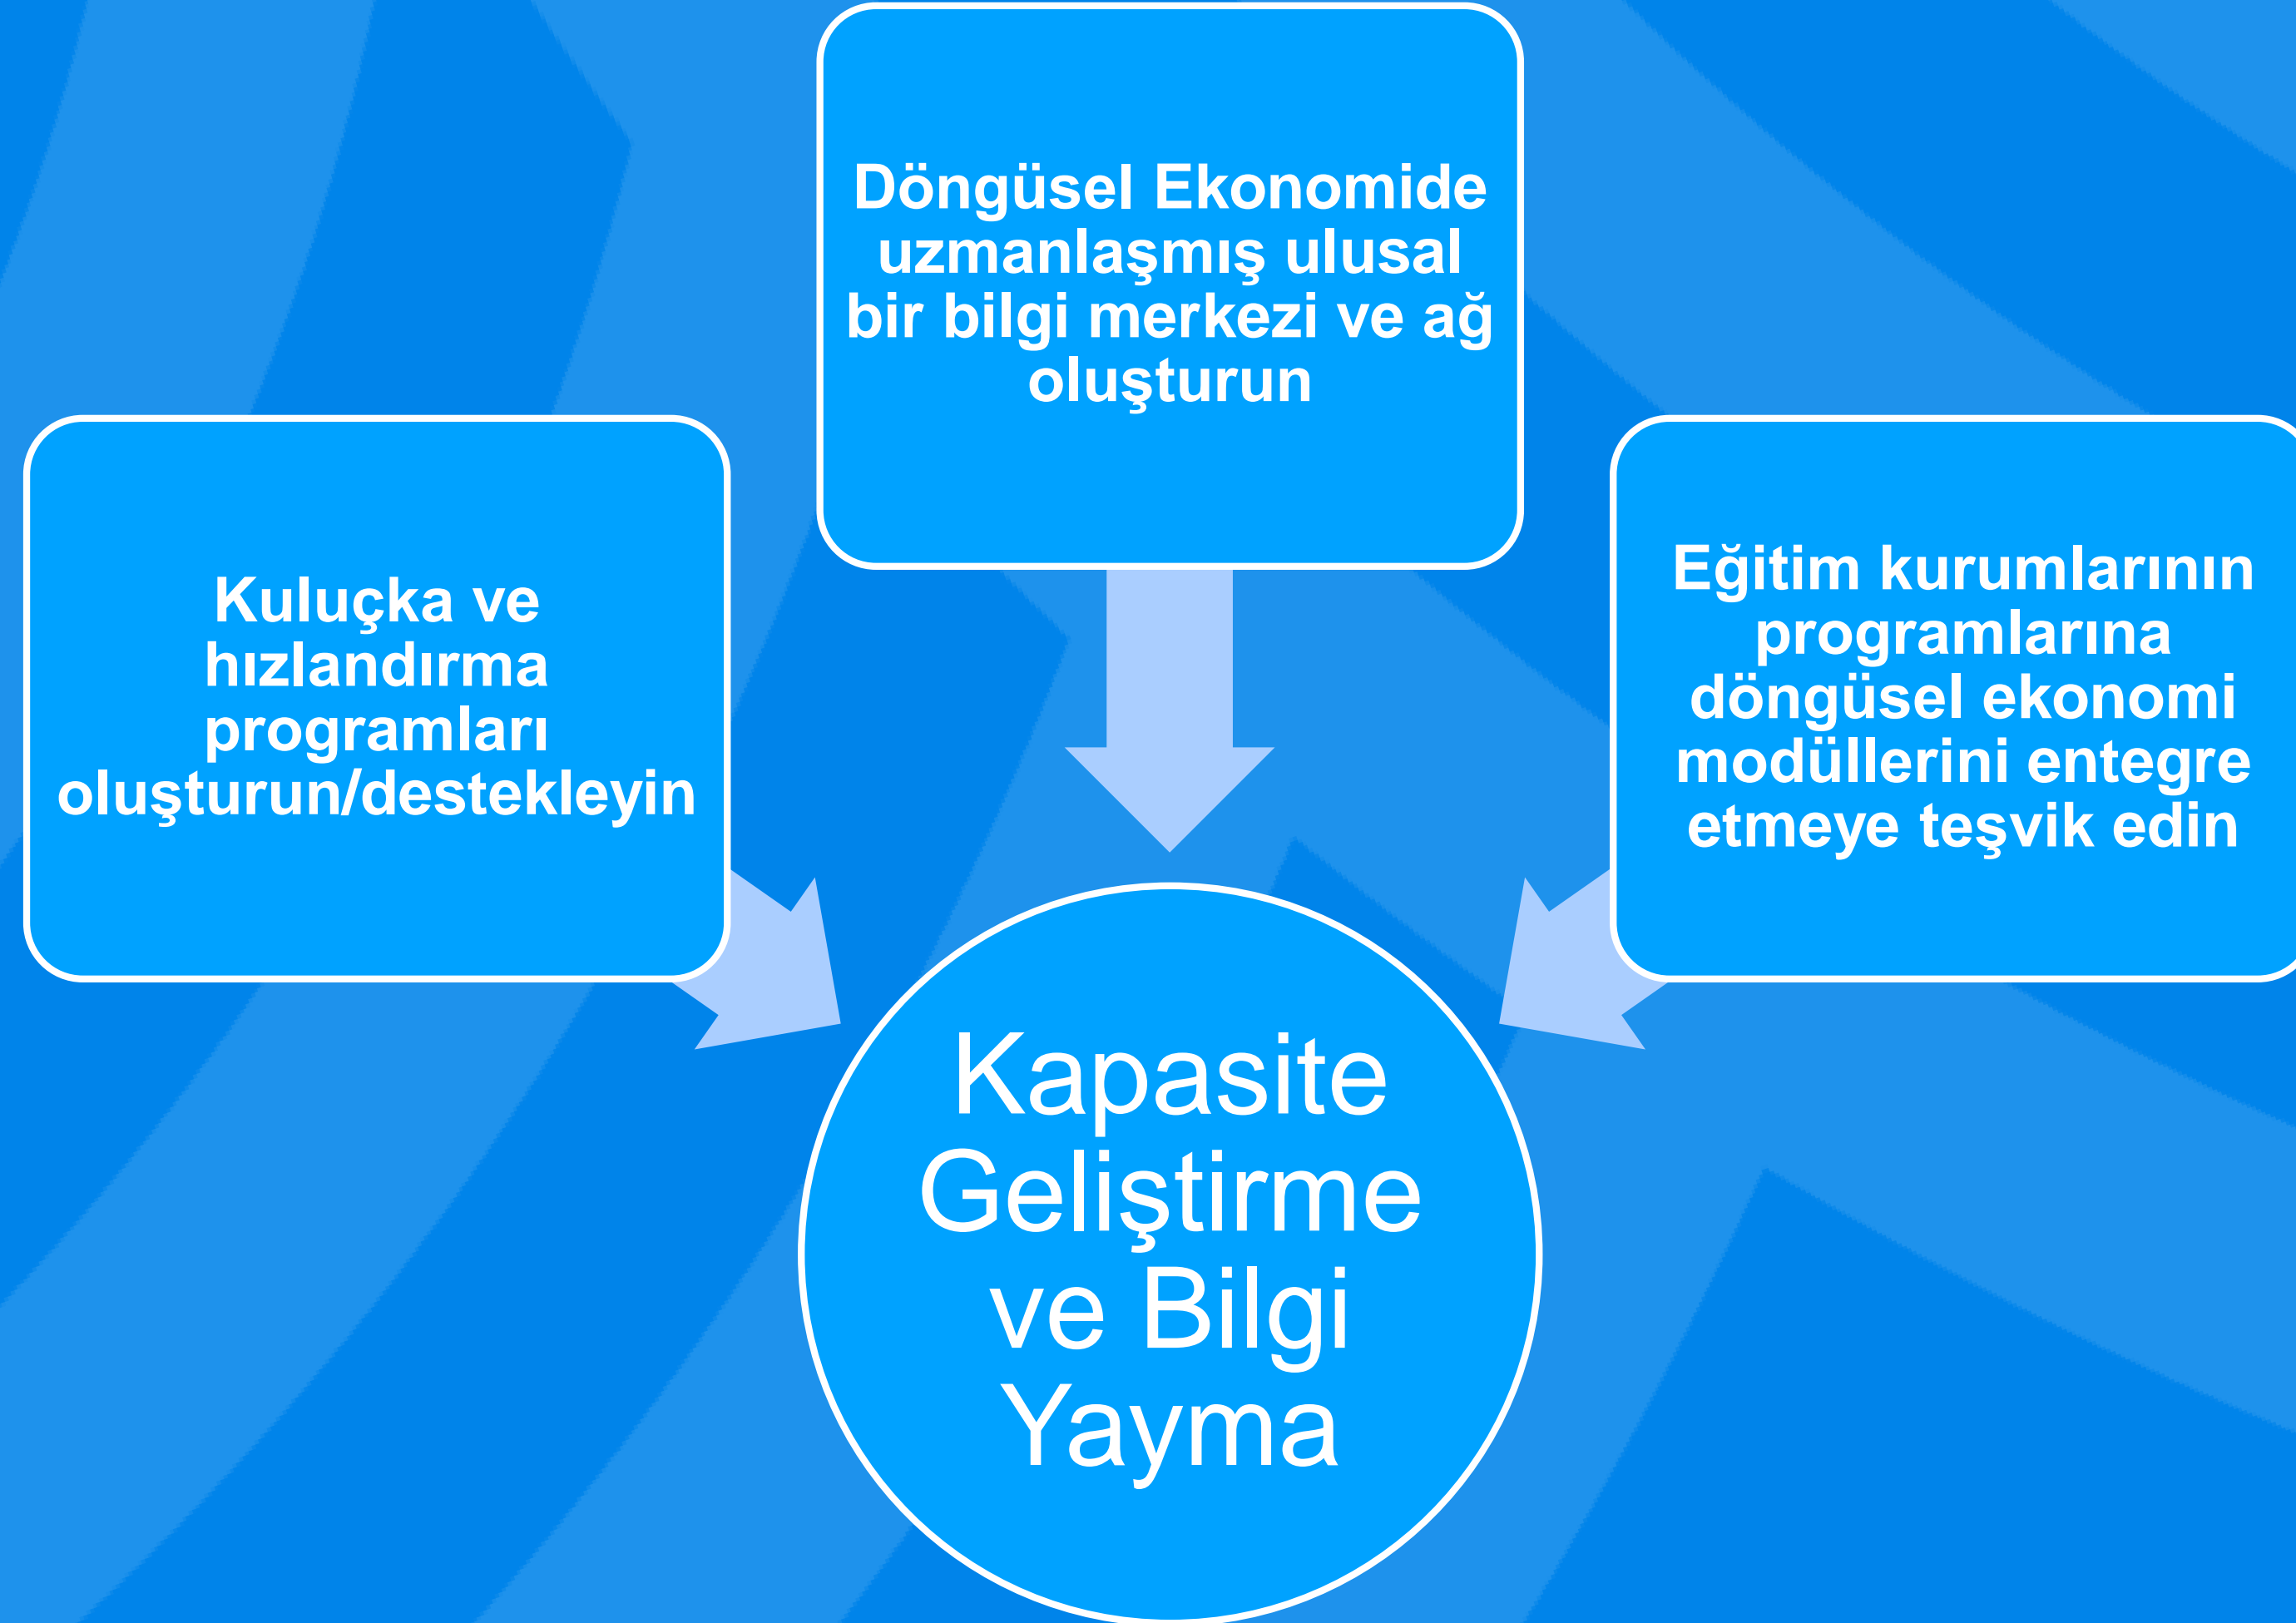 Döngüsel Ekonomide
uzmanlaşmış ulusal
bir bilgi merkezi ve ağ
oluşturun
Kuluçka ve
hızlandırma
programları
oluşturun/destekleyin
Eğitim kurumlarının
programlarına
döngüsel ekonomi
modüllerini entegre
etmeye teşvik edin
Kapasite
Geliştirme
ve Bilgi
Yayma